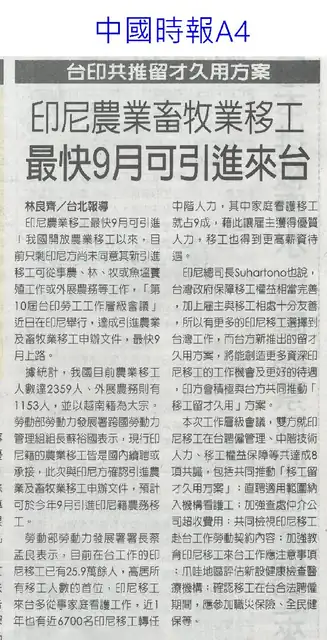 中國時報A4
台印共推留才久用方案
印尼農業畜牧業移工
最快9月可引進來台
林良齊／台北報導
印尼農業移工最快9月可引進
！我國開放農業移工以來，目
前只剩印尼方尚未同意其新引進
移工可從事農、林、牧或魚塭養
殖工作或外展農務等工作，「第
10屆台印勞工工作層級會議」
近日在印尼舉行，達成引進農業
及畜牧業移工申辦文件，最快9
月上路。
據統計，我國目前農業移工
人數達2359人、外展農務則有
1153人，並以越南籍為大宗。
勞動部勞動力發展署跨國勞動力
管理組組長蘇裕國表示，現行印
尼籍的農業移工皆是國內續聘或
承接，此次與印尼方確認引進農
業及畜牧業移工申辦文件，預計
可於今年9月引進印尼籍農務移
工。
勞動部勞動力發展署署長蔡
孟良表示，目前在台工作的印
尼移工已有25.9萬餘人，高居所
有移工人數的首位，印尼移工
來台多從事家庭看護工作，近1
年也有近6700名印尼移工轉任
中階人力，其中家庭看護移工
就占9成，藉此讓雇主獲得優質
人力，移工也得到更高薪資待
遇。
印尼總司長Suhartono也說，
台灣政府保障移工權益相當完善
，加上雇主與移工相處十分友善
，所以有更多的印尼移工選擇到
台灣工作，而台方新推出的留才
久用方案，將能創造更多資深印
尼移工的工作機會及更好的待遇
，印方會積極與台方共同推動「
移工留才久用」方案。
本次工作層級會議，雙方就印
尼移工在台聘僱管理、中階技術
人力、移工權益保障等共達成8
項共識，包括共同推動「移工留
才久用方案」；直聘適用範圍納
入機構看護工；加強查處仲介公
司超收費用；共同檢視印尼移工
赴台工作勞動契約內容；加強教
育印尼移工來台工作應注意事項
；爪哇地區評估新設健康檢查醫
療機構；確認移工在台合法聘僱
期間，應參加職災保險、全民健
保等。